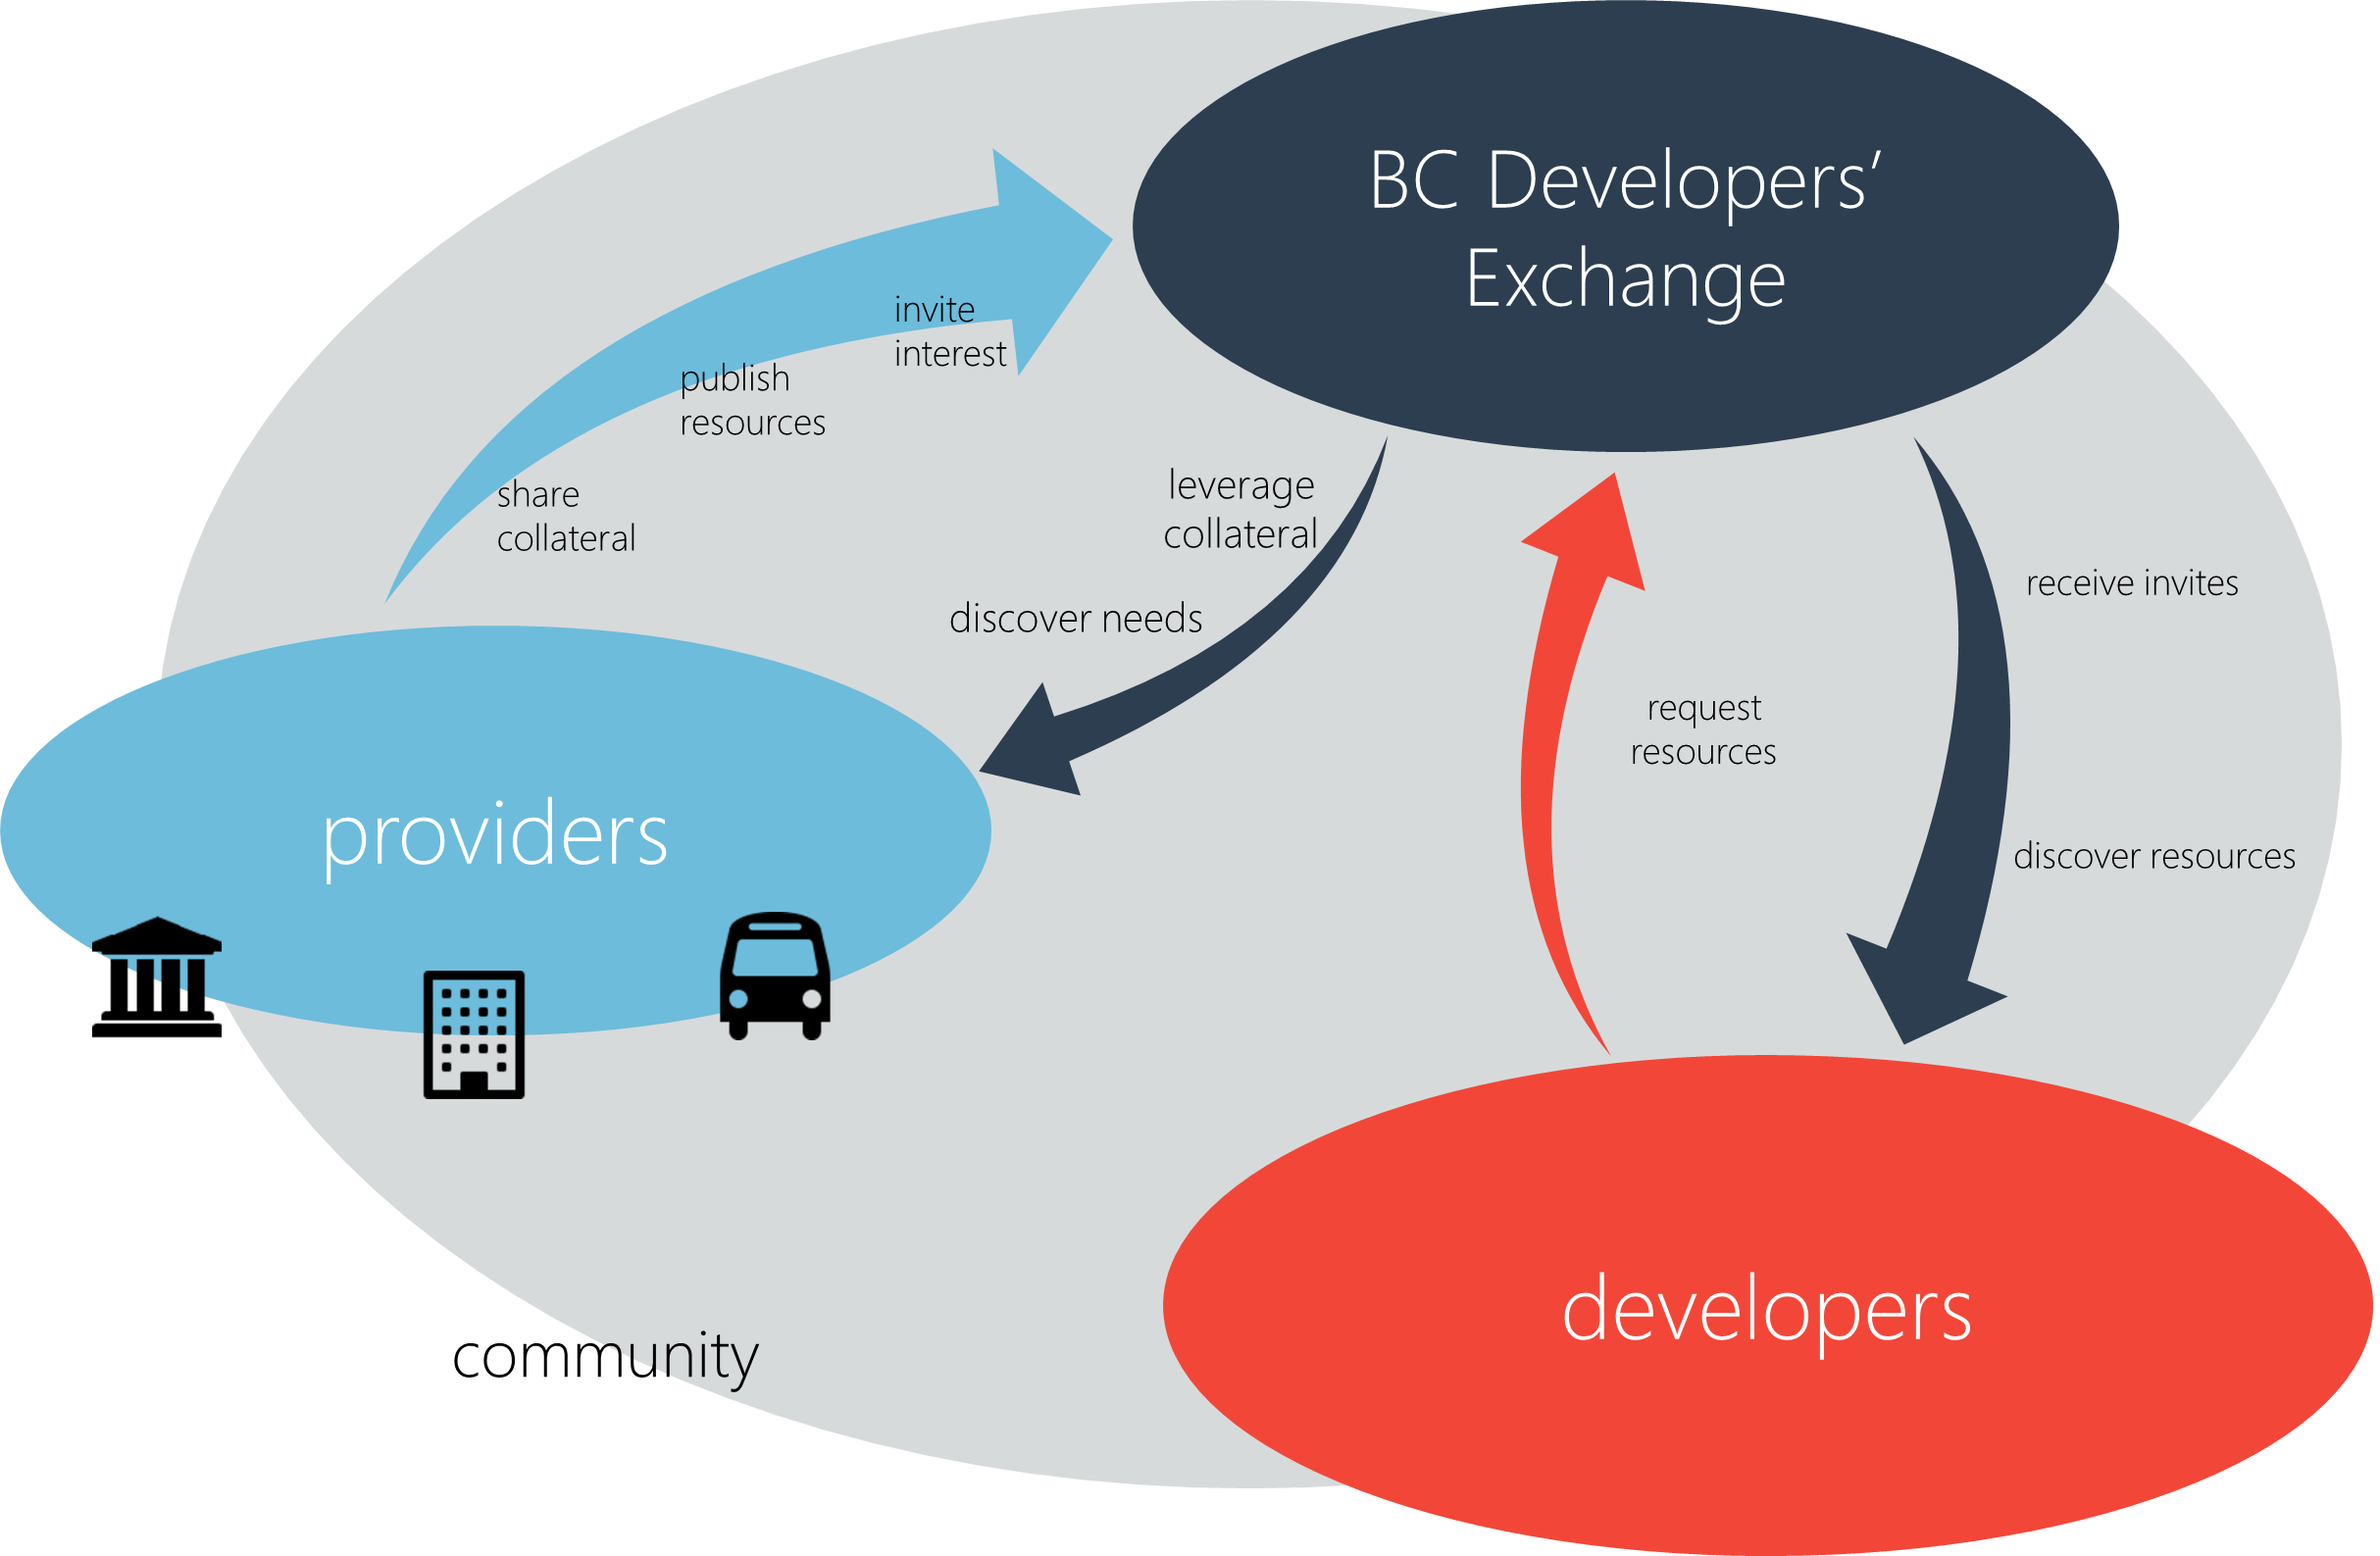 BC Developers’
Exchange
invite
interest
publish
resources
share
collateral
leverage
collateral
discover needs
receive invites
request
resources
discover resources
providers
developers
community